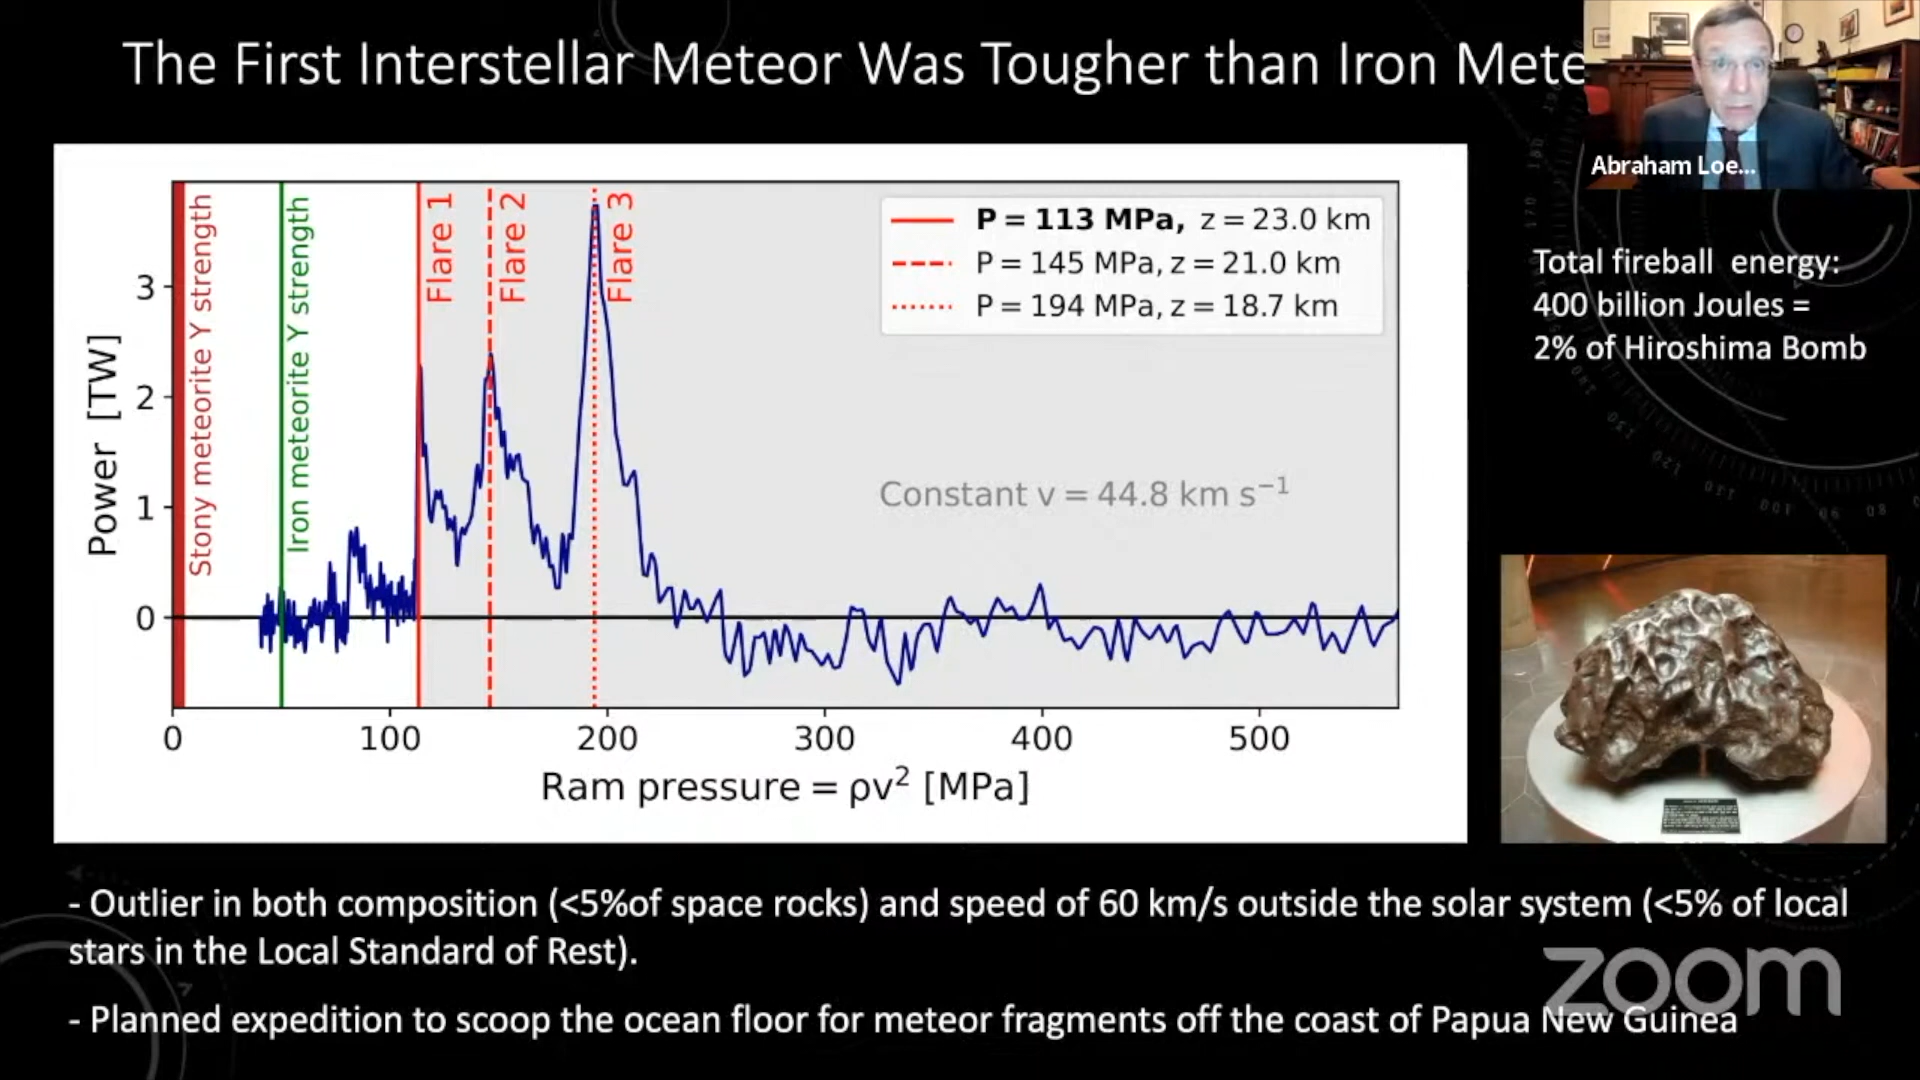 The First Interstellar Meteor Was Tougher than Iron Mete
Abraham Loe...
Stony meteorite Y strength
Iron meteorite Y strength
Flare 1
Flare 2
Flare 3
P = 113 MPa, z = 23.0 km
P = 145 MPa, z = 21.0 km
P = 194 MPa, z = 18.7 km
Constant v = 44.8 km s⁻¹
Power [TW]
3
2
1
0
0 100 200 300 400 500
Ram pressure = ρv² [MPa]
Total fireball energy:
400 billion Joules =
2% of Hiroshima Bomb
- Outlier in both composition (<5%of space rocks) and speed of 60 km/s outside the solar system (<5% of local
stars in the Local Standard of Rest).
- Planned expedition to scoop the ocean floor for meteor fragments off the coast of Papua New Guinea
zoom